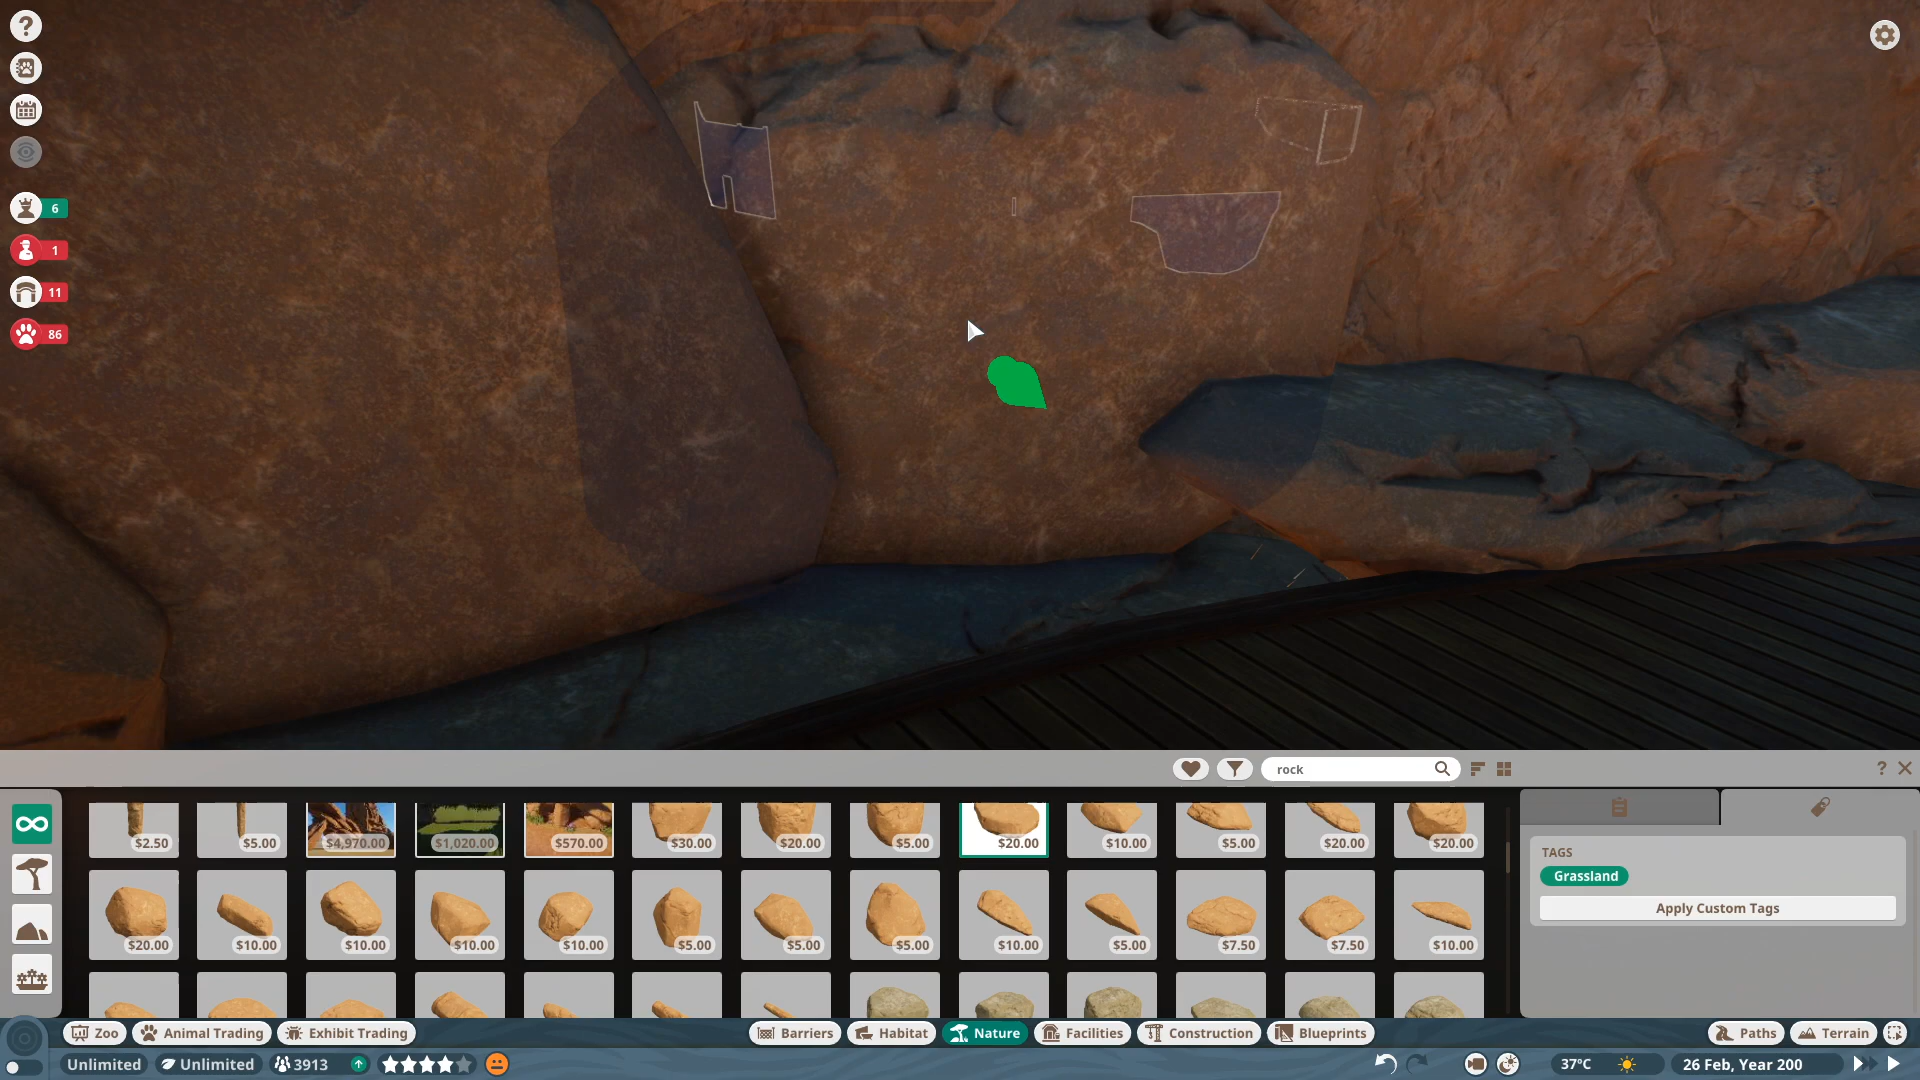 ?
6
1
11
86
rock
?
$2.50 $5.00 $4,970.00 $1,020.00 $570.00 $30.00 $20.00 $5.00 $20.00 $10.00 $5.00 $20.00 $20.00
$20.00 $10.00 $10.00 $10.00 $10.00 $5.00 $5.00 $5.00 $10.00 $5.00 $7.50 $7.50 $10.00
TAGS
Grassland
Apply Custom Tags
Zoo Animal Trading Exhibit Trading Barriers Habitat Nature Facilities Construction Blueprints Paths Terrain
Unlimited Unlimited 3913 37°C 26 Feb, Year 200